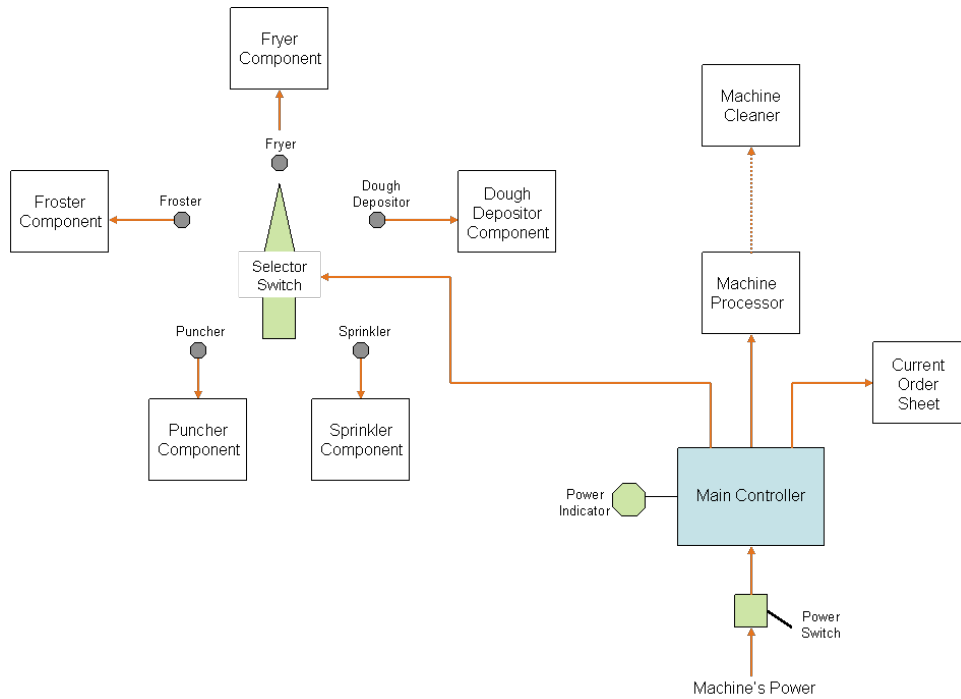 Fryer
Component
Machine
Cleaner
Fryer
Froster
Component
Froster
Dough
Depositor
Dough
Depositor
Component
Selector
Switch
Machine
Processor
Puncher
Sprinkler
Current
Order
Sheet
Puncher
Component
Sprinkler
Component
Power
Indicator
Main Controller
Power
Switch
Machine's Power